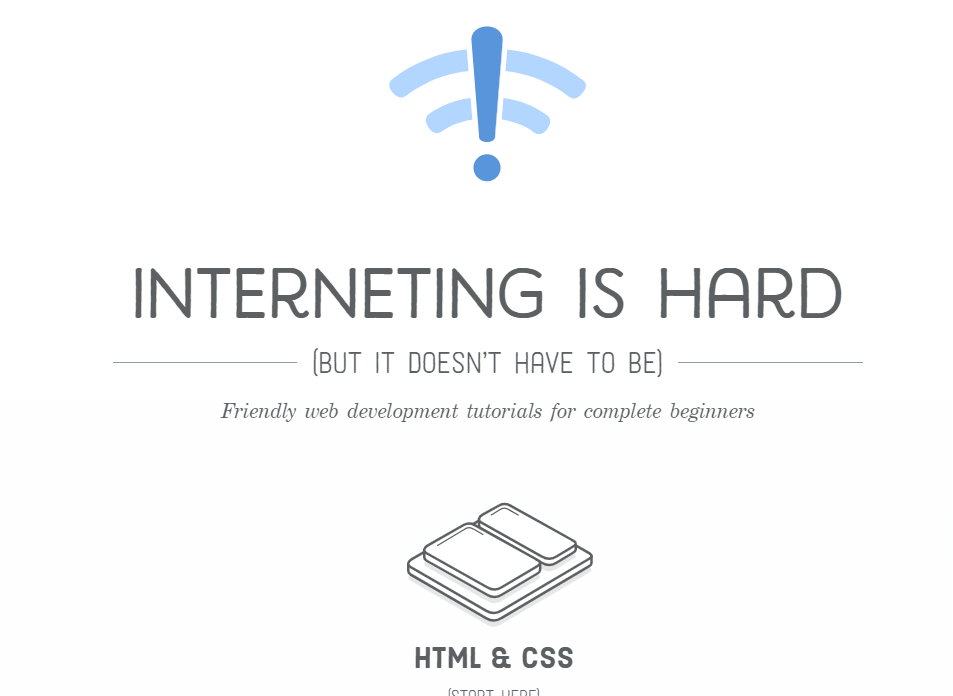 INTERNETING IS HARD
(BUT IT DOESN'T HAVE TO BE)
Friendly web development tutorials for complete beginners
HTML & CSS
(START HERE)